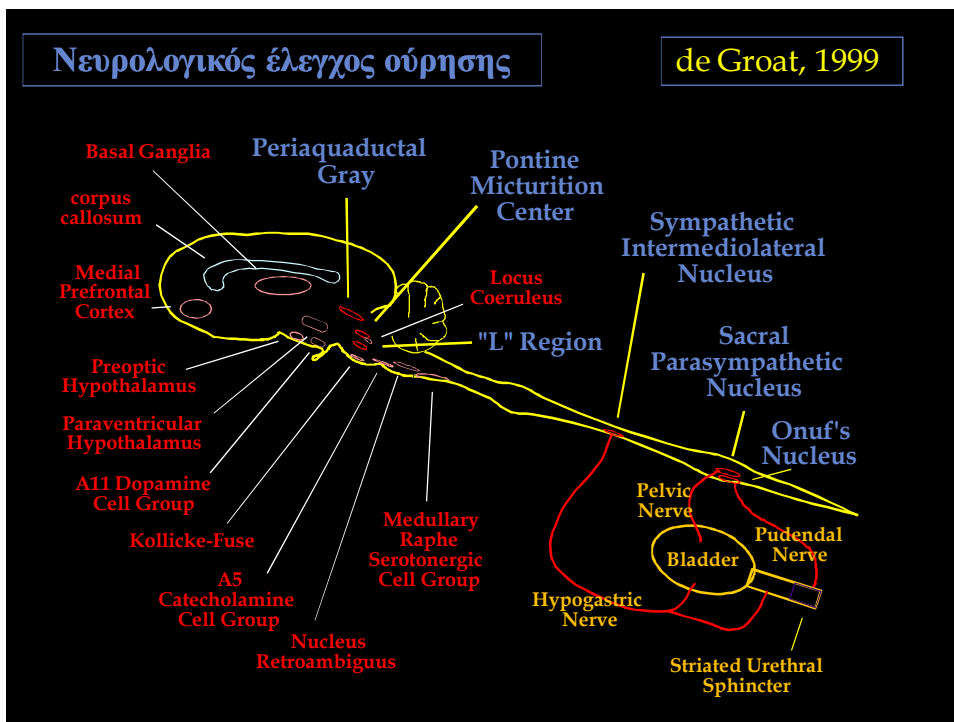 Νευρολογικός έλεγχος ούρησης
de Groat, 1999
Basal Ganglia
Periaquaductal
Gray
Pontine
Micturition
Center
corpus
callosum
Sympathetic
Intermediolateral
Nucleus
Medial
Prefrontal
Cortex
Locus
Coeruleus
"L" Region
Sacral
Parasympathetic
Nucleus
Preoptic
Hypothalamus
Paraventricular
Hypothalamus
Onuf's
Nucleus
A11 Dopamine
Cell Group
Kollicke-Fuse
A5
Catecholamine
Cell Group
Nucleus
Retroambiguus
Medullary
Raphe
Serotonergic
Cell Group
Pelvic
Nerve
Pudendal
Nerve
Bladder
Hypogastric
Nerve
Striated Urethral
Sphincter